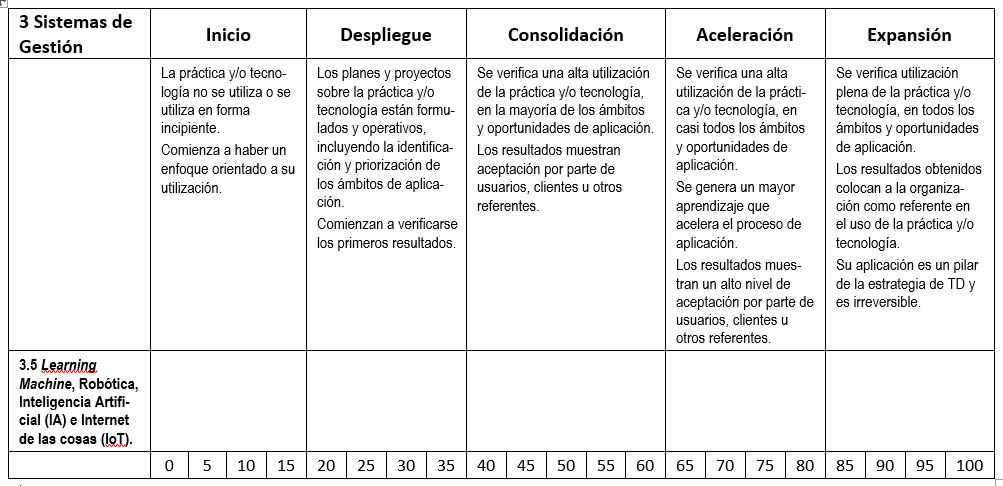 3 Sistemas de
Gestión
Inicio
Despliegue
Consolidación
Aceleración
Expansión
La práctica y/o tecno-
logía no se utiliza o se
utiliza en forma
incipiente.
Comienza a haber un
enfoque orientado a su
utilización.
Los planes y proyectos
sobre la práctica y/o
tecnología están formu-
lados y operativos,
incluyendo la identifica-
ción y priorización de
los ámbitos de aplica-
ción.
Comienzan a verificarse
los primeros resultados.
Se verifica una alta utilización
de la práctica y/o tecnología,
en la mayoría de los ámbitos
y oportunidades de aplicación.
Los resultados muestran
aceptación por parte de
usuarios, clientes u otros
referentes.
Se verifica una alta
utilización de la prácti-
ca y/o tecnología, en
casi todos los ámbitos
y oportunidades de
aplicación.
Se genera un mayor
aprendizaje que
acelera el proceso de
aplicación.
Los resultados mues-
tran un alto nivel de
aceptación por parte de
usuarios, clientes u
otros referentes.
Se verifica utilización
plena de la práctica y/o
tecnología, en todos los
ámbitos y oportunidades
de aplicación.
Los resultados obtenidos
colocan a la organiza-
ción como referente en
el uso de la práctica y/o
tecnología.
Su aplicación es un pilar
de la estrategia de TD y
es irreversible.
3.5 Learning
Machine, Robótica,
Inteligencia Artifi-
cial (IA) e Internet
de las cosas (IoT).
0 5 10 15 20 25 30 35 40 45 50 55 60 65 70 75 80 85 90 95 100